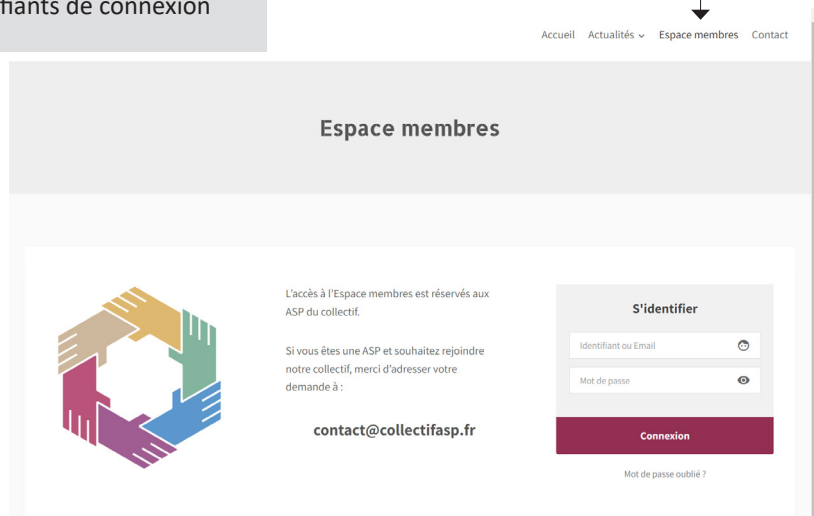 fiants de connexion
Accueil Actualités Espace membres Contact
Espace membres
L'accès à l'Espace membres est réservés aux
ASP du collectif.
Si vous êtes une ASP et souhaitez rejoindre
notre collectif, merci d'adresser votre
demande à :
contact@collectifasp.fr
S'identifier
Identifiant ou Email
Mot de passe
Connexion
Mot de passe oublié ?